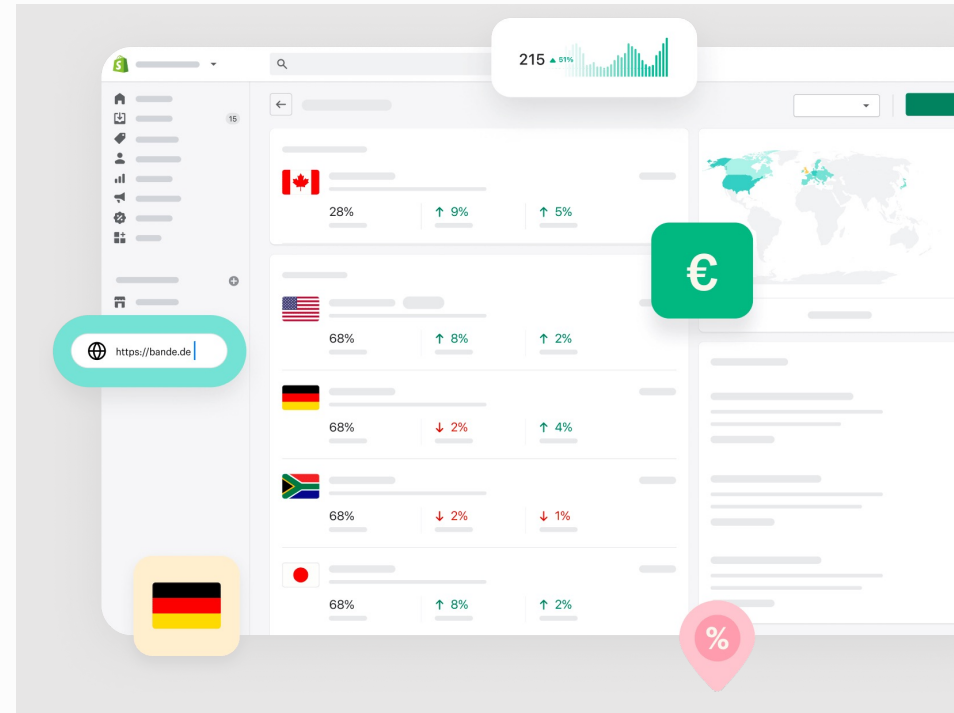 215 ▲ 51%
15
28% ↑ 9% ↑ 5%
€
68% ↑ 8% ↑ 2%
https://bande.de
68% ↓ 2% ↑ 4%
68% ↓ 2% ↓ 1%
68% ↑ 8% ↑ 2%
%